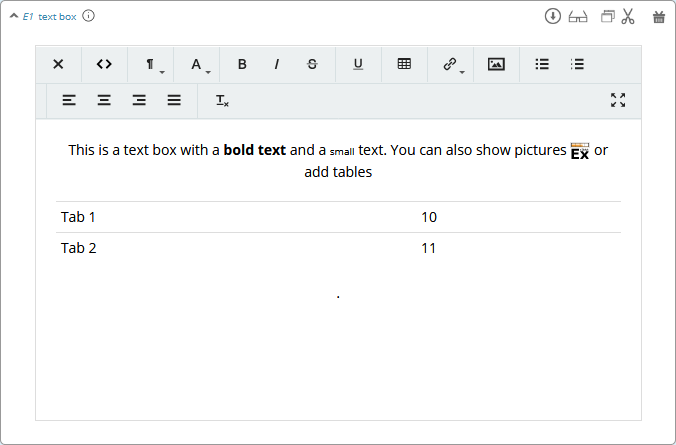 E1 text box
This is a text box with a bold text and a small text. You can also show pictures Ex or
add tables
Tab 1 10
Tab 2 11
.